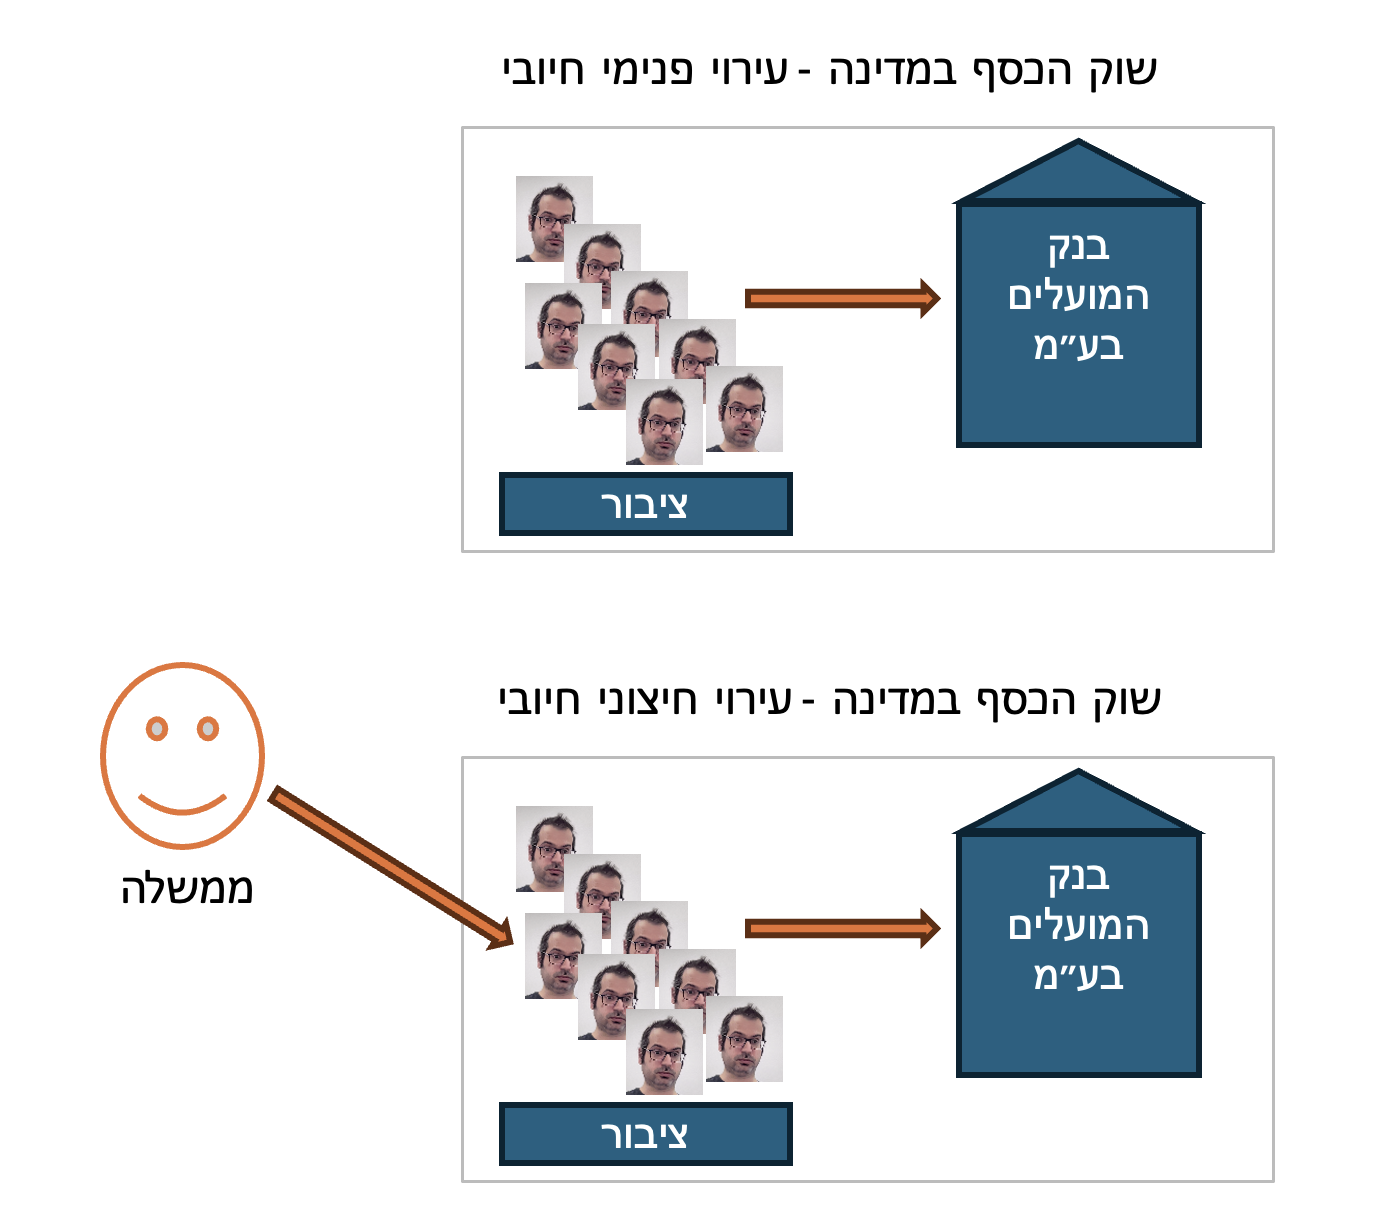 שוק הכסף במדינה - עירוי פנימי חיובי
בנק
המועלים
בע״מ
ציבור
שוק הכסף במדינה - עירוי חיצוני חיובי
ממשלה
בנק
המועלים
בע״מ
ציבור